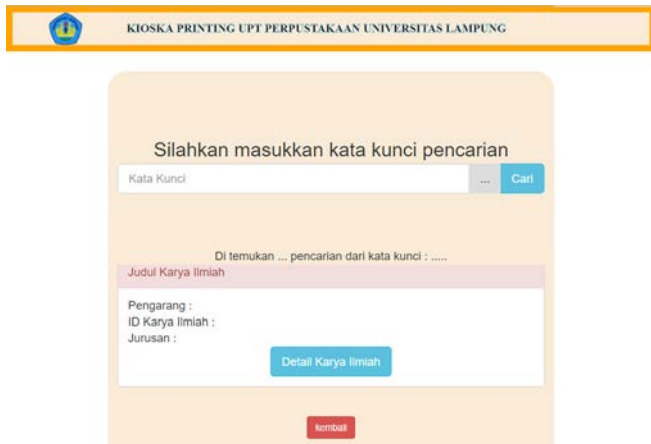 KIOSKA PRINTING UPT PERPUSTAKAAN UNIVERSITAS LAMPUNG
Silahkan masukkan kata kunci pencarian
Kata Kunci ... Cari
Di temukan ... pencarian dari kata kunci : .....
Judul Karya Ilmiah
Pengarang :
ID Karya Ilmiah :
Jurusan :
Detail Karya Ilmiah
kembali